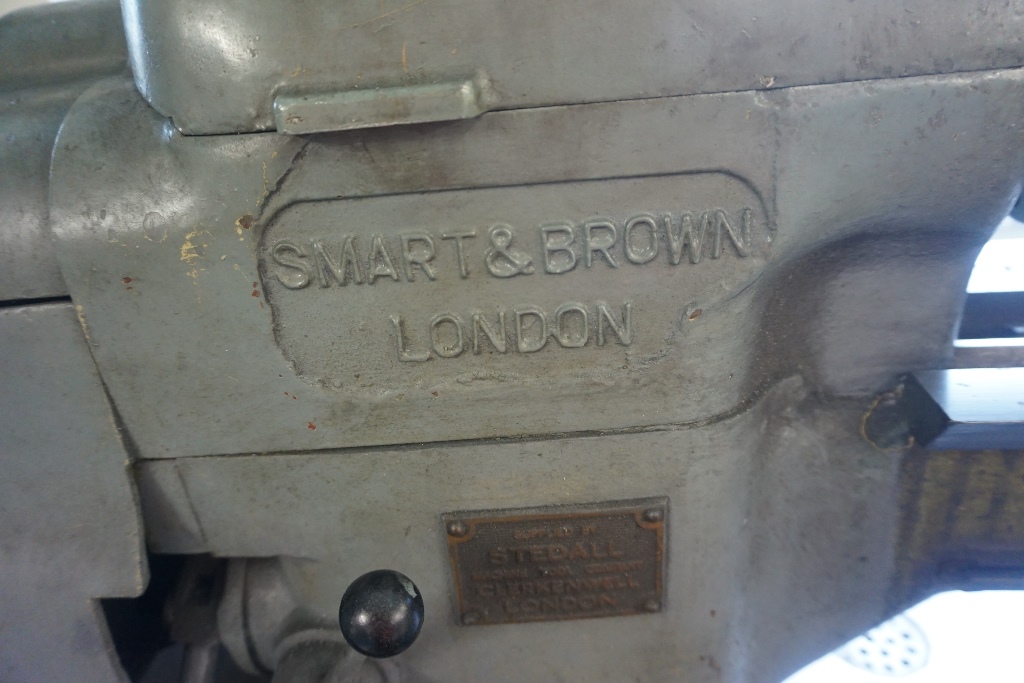 SMART & BROWN
LONDON
STEDALL
CLERKENWELL
LONDON